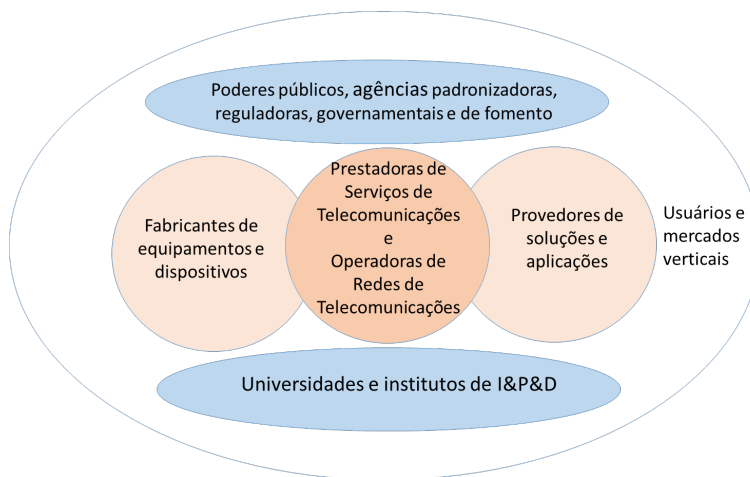 Poderes públicos, agências padronizadoras,
reguladoras, governamentais e de fomento
Fabricantes de
equipamentos e
dispositivos
Prestadoras de
Serviços de
Telecomunicações
e
Operadoras de
Redes de
Telecomunicações
Provedores de
soluções e
aplicações
Usuários e
mercados
verticais
Universidades e institutos de I&P&D